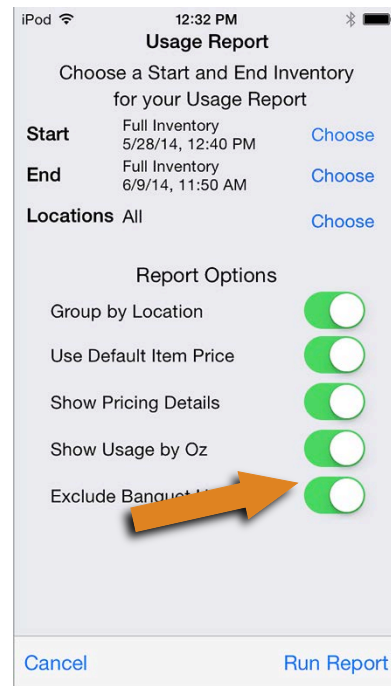 iPod 12:32 PM
Usage Report
Choose a Start and End Inventory
for your Usage Report
Start Full Inventory
5/28/14, 12:40 PM Choose
End Full Inventory
6/9/14, 11:50 AM Choose
Locations All Choose
Report Options
Group by Location
Use Default Item Price
Show Pricing Details
Show Usage by Oz
Exclude Banquet
Cancel Run Report